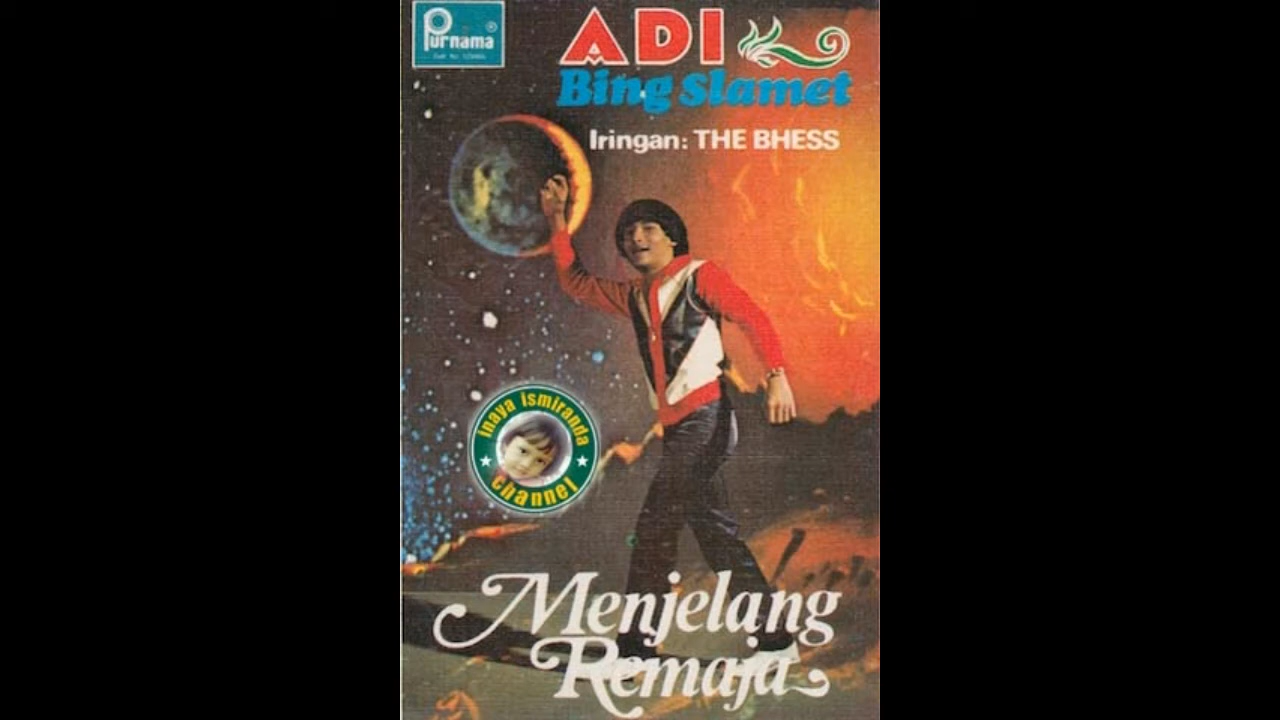 Purnama
ADI
Bing Slamet
Iringan: THE BHESS
inaya ismiranda
channel
Menjelang
Remaja